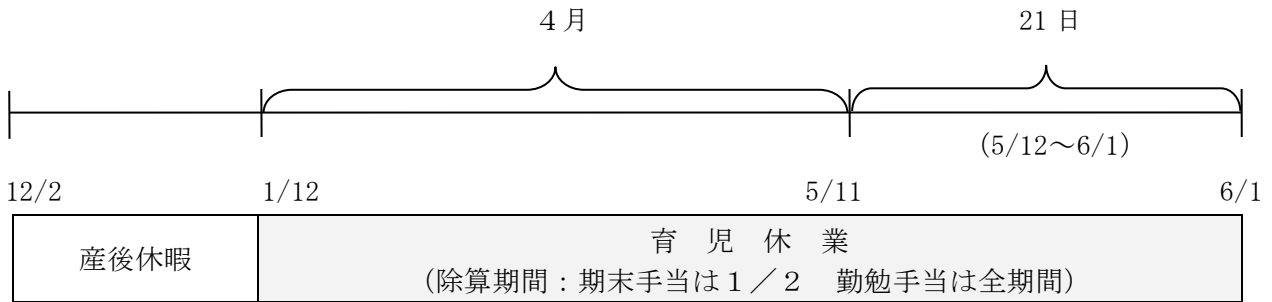 ４月
21 日
(5/12～6/1)
12/2
1/12
5/11
6/1
産後休暇
育 児 休 業
(除算期間：期末手当は１／２ 勤勉手当は全期間)